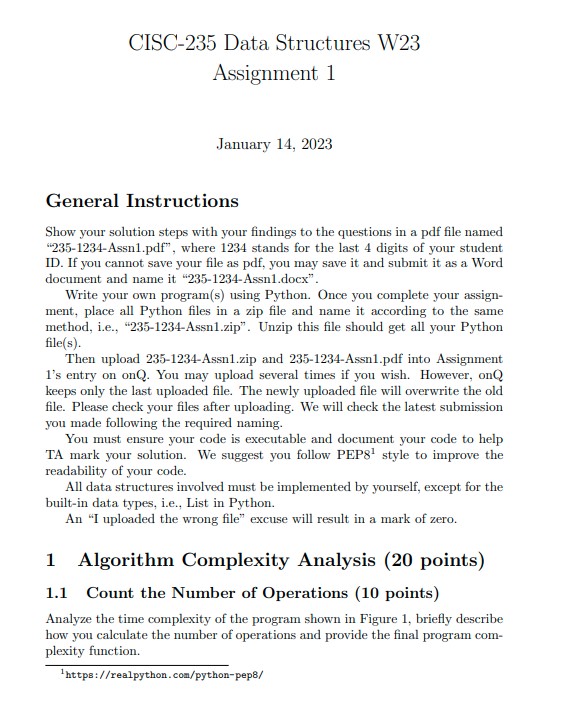 CISC-235 Data Structures W23
Assignment 1
January 14, 2023
General Instructions
Show your solution steps with your findings to the questions in a pdf file named
“235-1234-Assn1.pdf”, where 1234 stands for the last 4 digits of your student
ID. If you cannot save your file as pdf, you may save it and submit it as a Word
document and name it “235-1234-Assn1.docx”.
Write your own program(s) using Python. Once you complete your assign-
ment, place all Python files in a zip file and name it according to the same
method, i.e., “235-1234-Assn1.zip”. Unzip this file should get all your Python
file(s).
Then upload 235-1234-Assn1.zip and 235-1234-Assn1.pdf into Assignment
1’s entry on onQ. You may upload several times if you wish. However, onQ
keeps only the last uploaded file. The newly uploaded file will overwrite the old
file. Please check your files after uploading. We will check the latest submission
you made following the required naming.
You must ensure your code is executable and document your code to help
TA mark your solution. We suggest you follow PEP8¹ style to improve the
readability of your code.
All data structures involved must be implemented by yourself, except for the
built-in data types, i.e., List in Python.
An “I uploaded the wrong file” excuse will result in a mark of zero.
1 Algorithm Complexity Analysis (20 points)
1.1 Count the Number of Operations (10 points)
Analyze the time complexity of the program shown in Figure 1, briefly describe
how you calculate the number of operations and provide the final program com-
plexity function.
¹https://realpython.com/python-pep8/